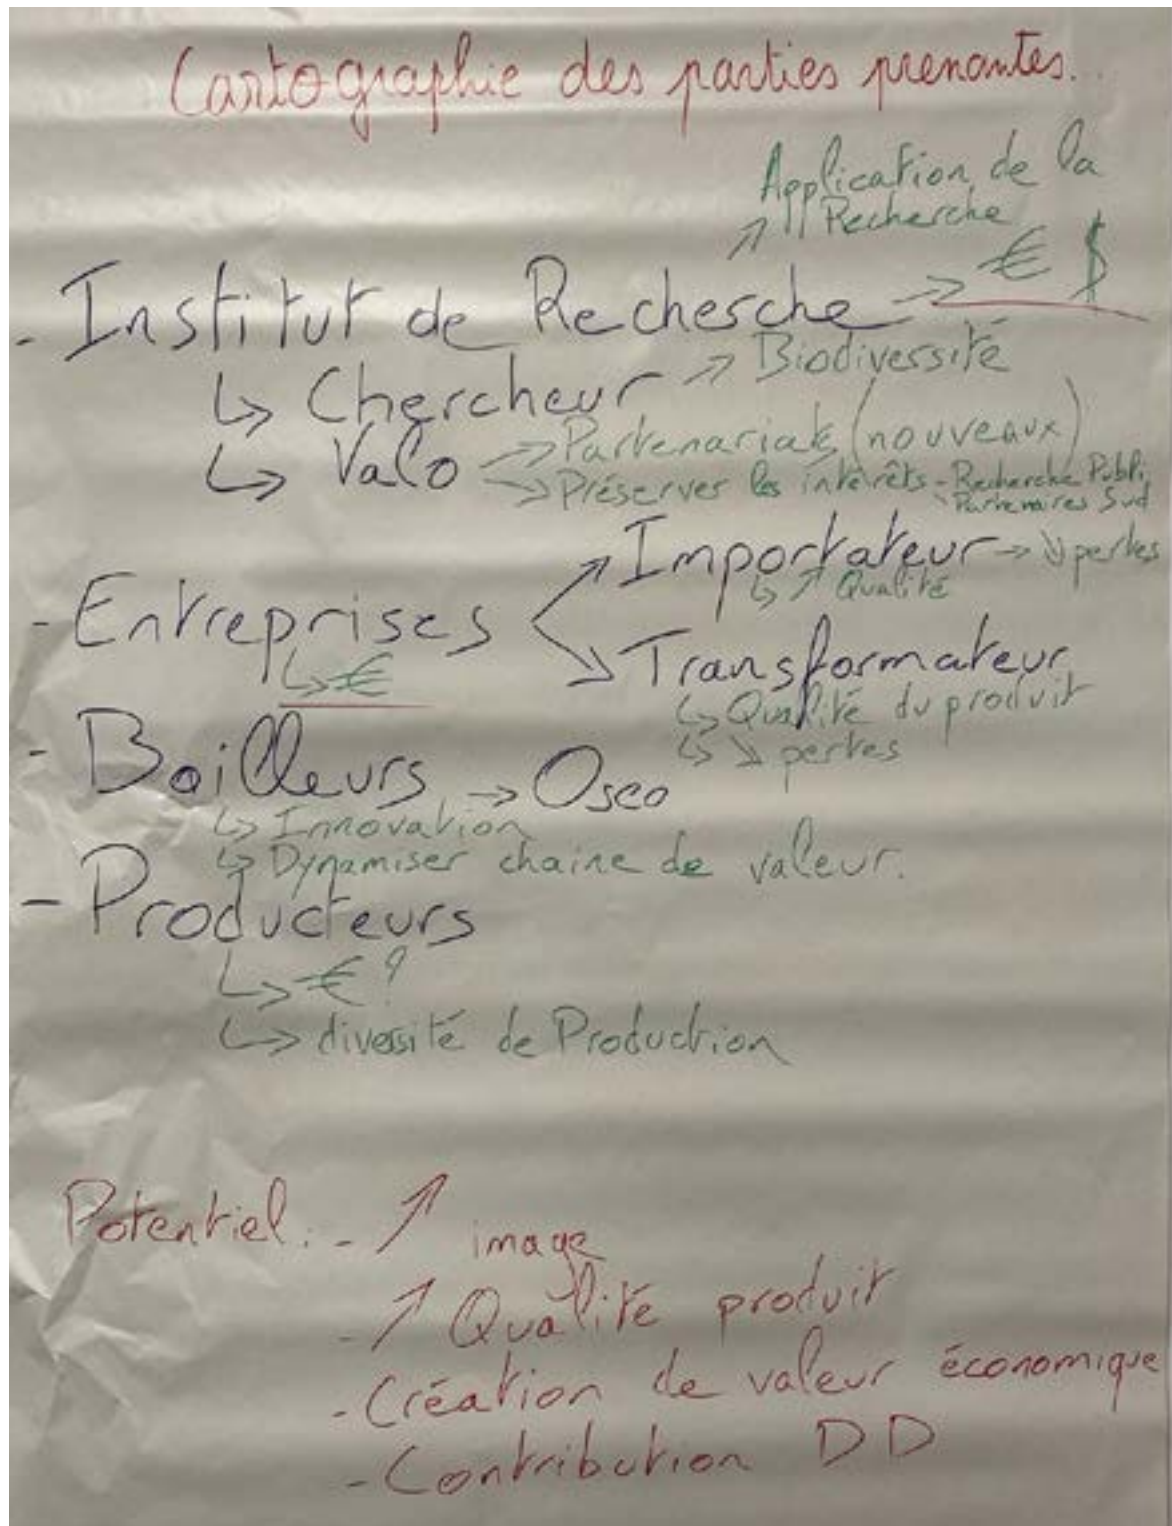 Cartographie des parties prenantes.
Application de la
↗ Recherche
- Institut de Recherche → € $
↳ Chercheur ↗ Biodiversité
↳ Valo → Partenariats (nouveaux)
→ Préserver les intérêts - Recherche Publi
- Partenaires Sud
↗ Importateur → ↘ pertes
↳ ↗ Qualité
- Entreprises
↘ Transformateur
↳ €
↳ Qualité du produit
↳ ↘ pertes
- Bailleurs → Oseo
↳ Innovation
↳ Dynamiser chaine de valeur.
- Producteurs
↳ € ?
↳ diversité de Production
Potentiel : - ↗ image
- ↗ Qualité produit
- Création de valeur économique
- Contribution DD